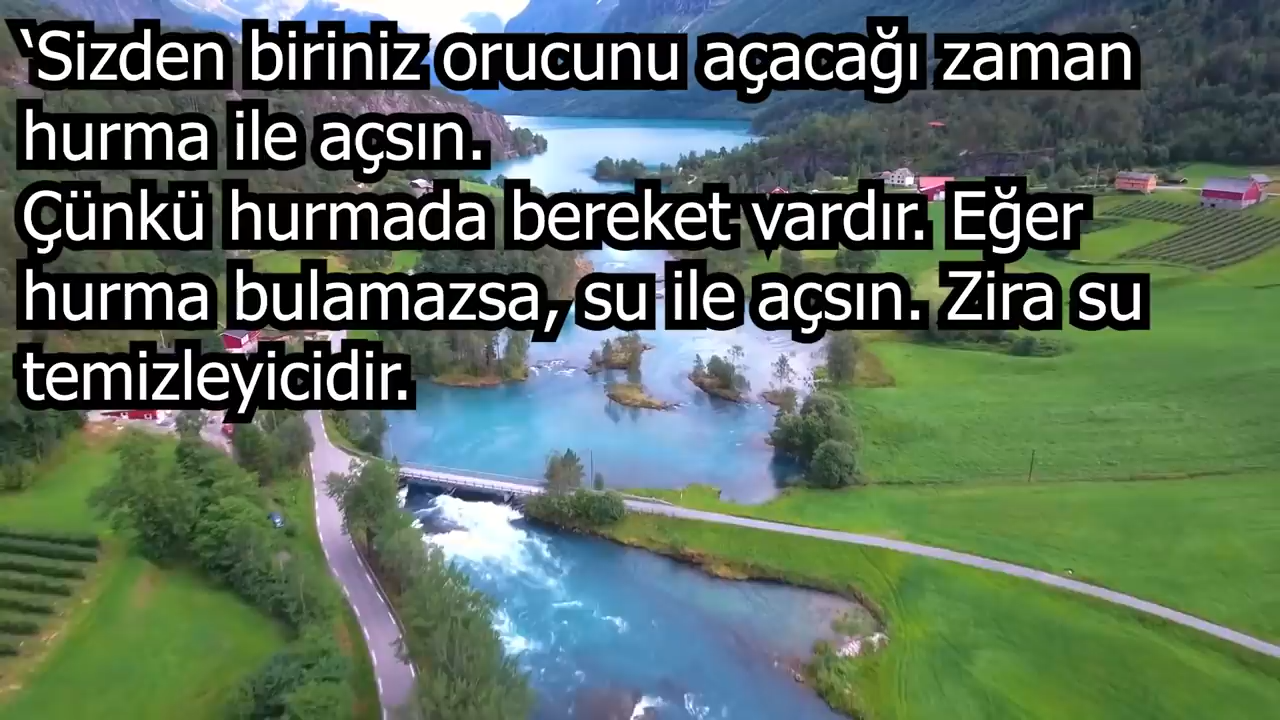 ‘Sizden biriniz orucunu açacağı zaman
hurma ile açsın.
Çünkü hurmada bereket vardır. Eğer
hurma bulamazsa, su ile açsın. Zira su
temizleyicidir.